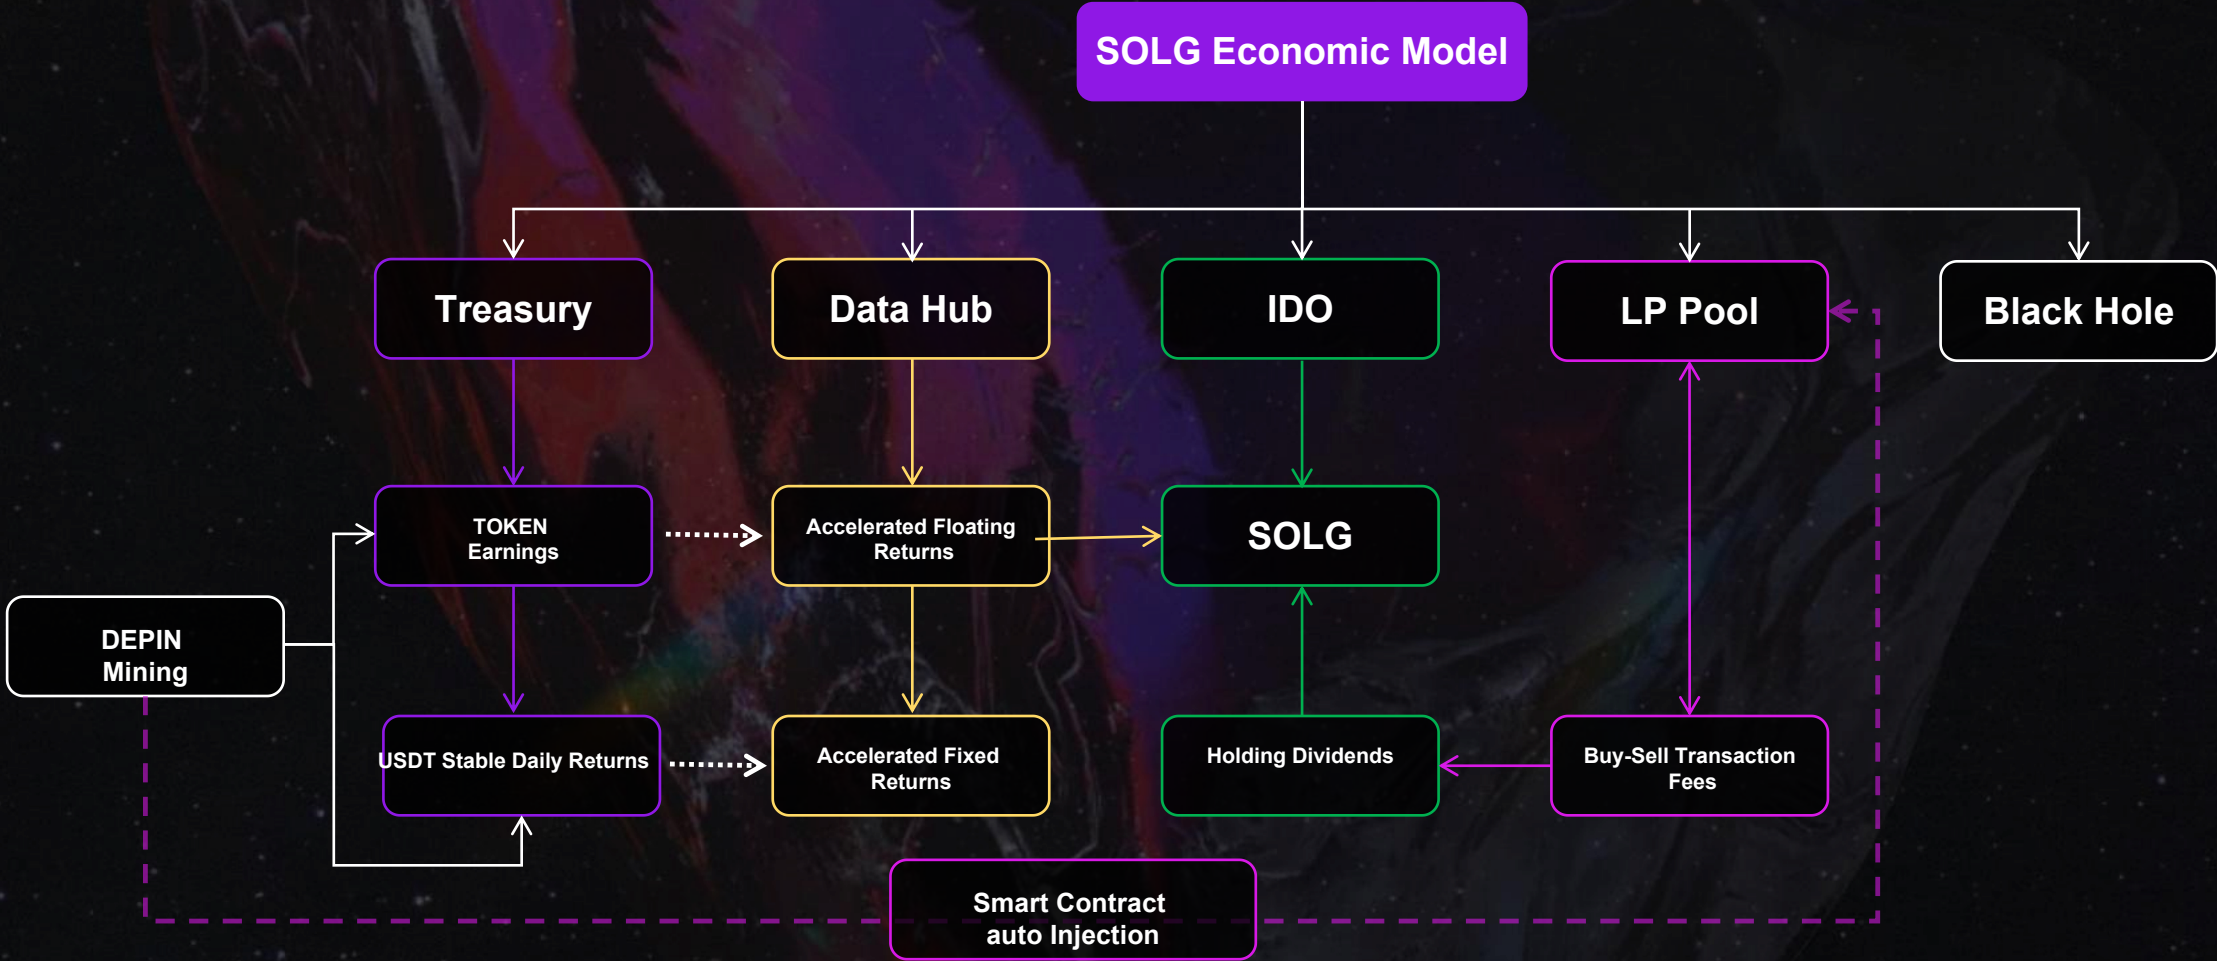 SOLG Economic Model
Treasury
Data Hub
IDO
LP Pool
Black Hole
TOKEN
Earnings
Accelerated Floating
Returns
SOLG
DEPIN
Mining
USDT Stable Daily Returns
Accelerated Fixed
Returns
Holding Dividends
Buy-Sell Transaction
Fees
Smart Contract
auto Injection